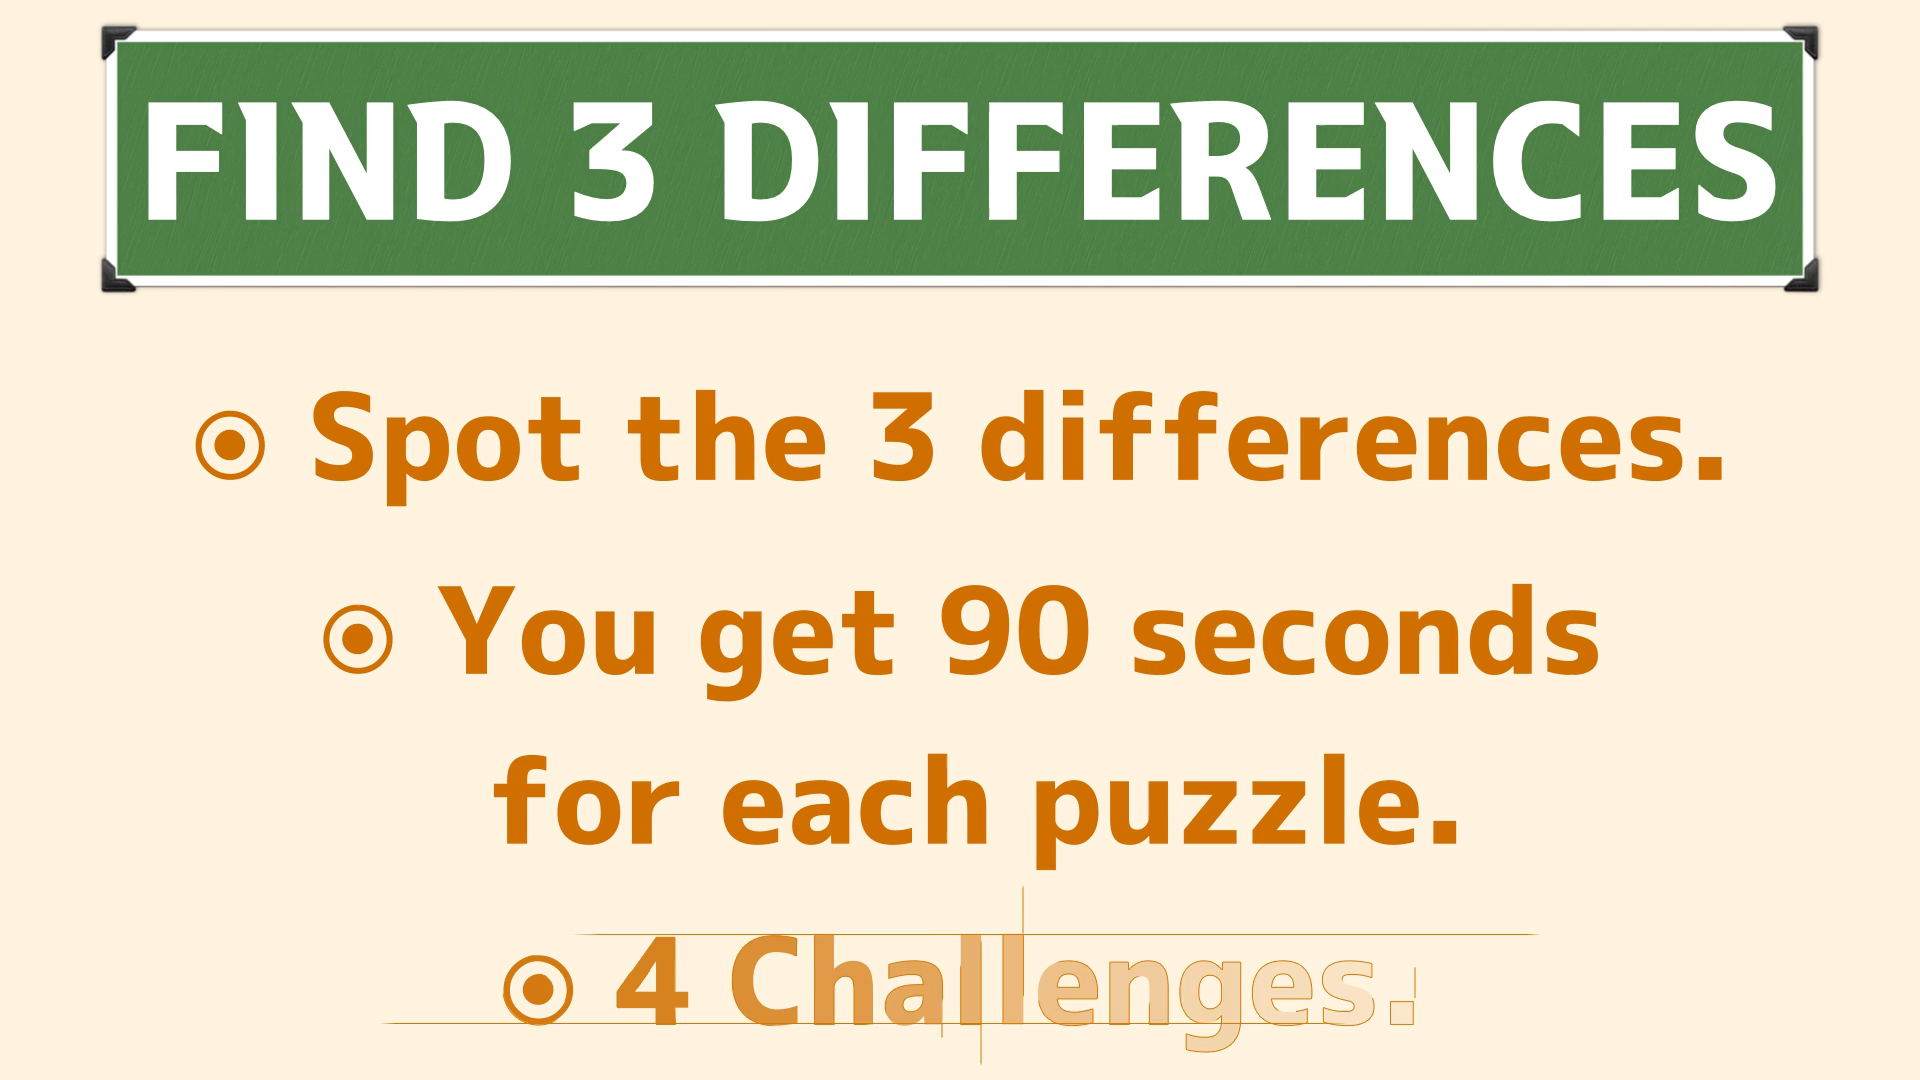 FIND 3 DIFFERENCES
⦿ Spot the 3 differences.
⦿ You get 90 seconds
for each puzzle.
⦿ 4 Challenges.